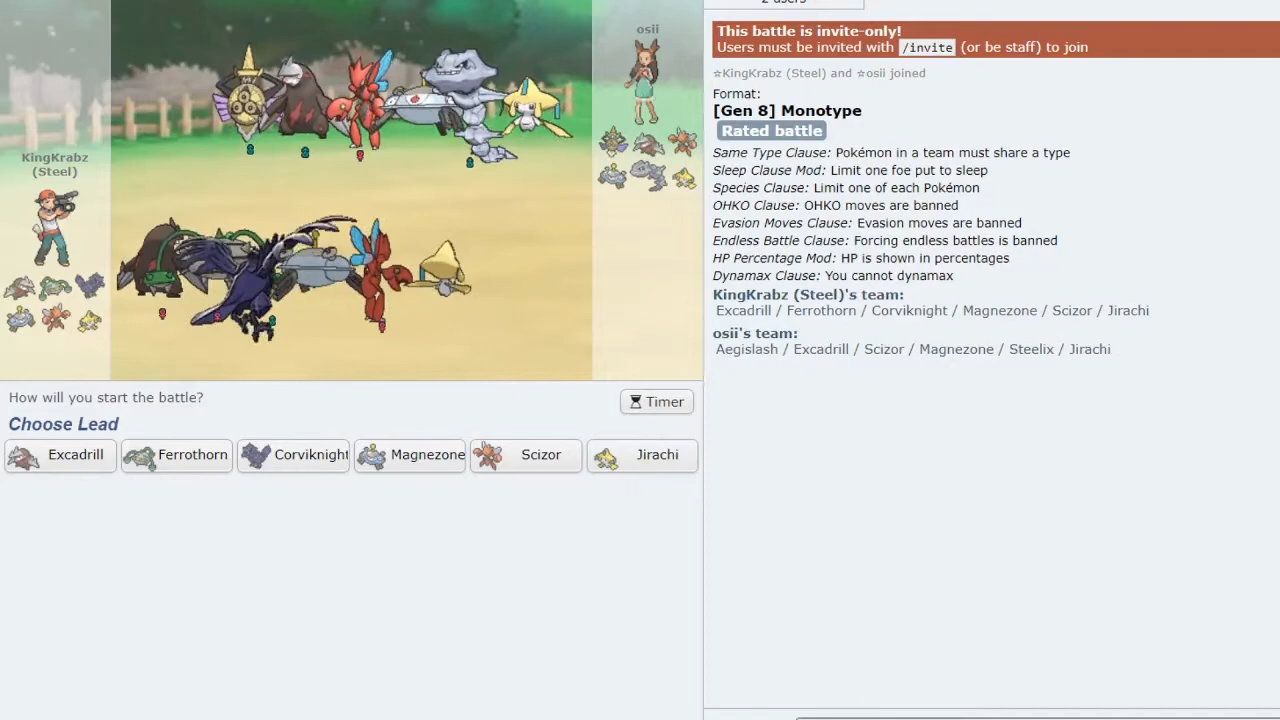 2 users
osii
KingKrabz
(Steel)
How will you start the battle?
Timer
Choose Lead
Excadrill
Ferrothorn
Corviknight
Magnezone
Scizor
Jirachi
This battle is invite-only!
Users must be invited with /invite (or be staff) to join
☆KingKrabz (Steel) and ☆osii joined
Format:
[Gen 8] Monotype
Rated battle
Same Type Clause: Pokémon in a team must share a type
Sleep Clause Mod: Limit one foe put to sleep
Species Clause: Limit one of each Pokémon
OHKO Clause: OHKO moves are banned
Evasion Moves Clause: Evasion moves are banned
Endless Battle Clause: Forcing endless battles is banned
HP Percentage Mod: HP is shown in percentages
Dynamax Clause: You cannot dynamax
KingKrabz (Steel)'s team:
Excadrill / Ferrothorn / Corviknight / Magnezone / Scizor / Jirachi
osii's team:
Aegislash / Excadrill / Scizor / Magnezone / Steelix / Jirachi